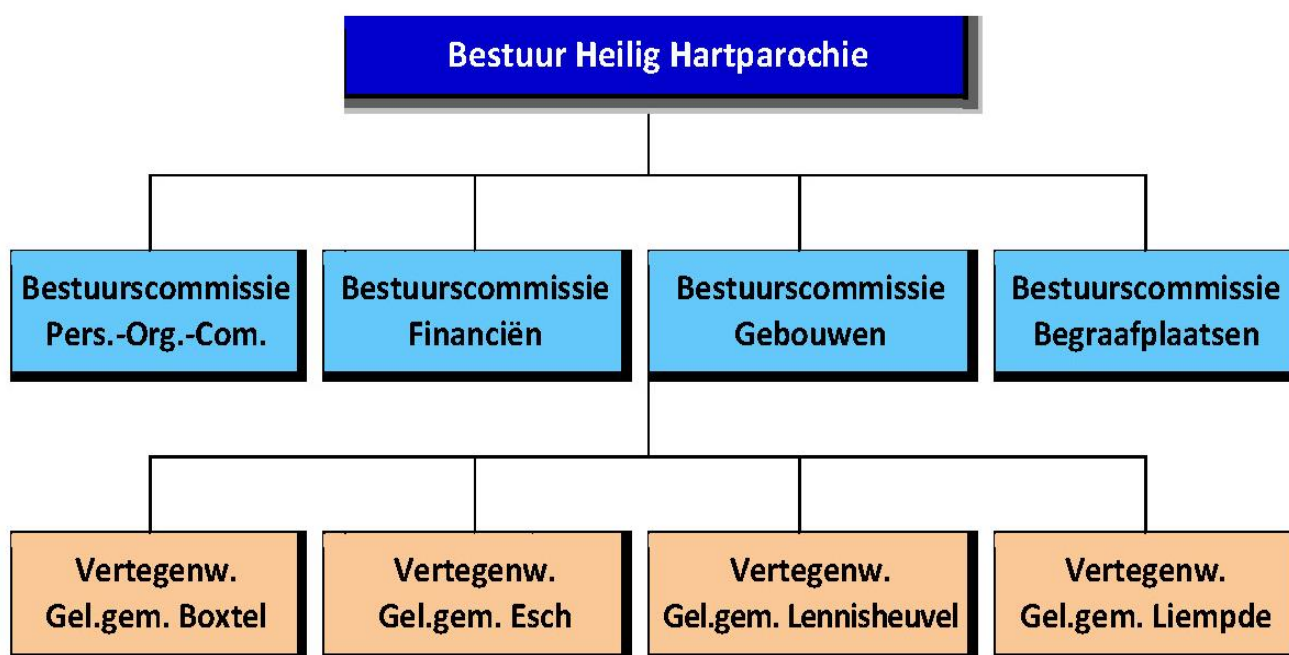 Bestuur Heilig Hartparochie
Bestuurscommissie
Pers.-Org.-Com.
Bestuurscommissie
Financiën
Bestuurscommissie
Gebouwen
Bestuurscommissie
Begraafplaatsen
Vertegenw.
Gel.gem. Boxtel
Vertegenw.
Gel.gem. Esch
Vertegenw.
Gel.gem. Lennisheuvel
Vertegenw.
Gel.gem. Liempde